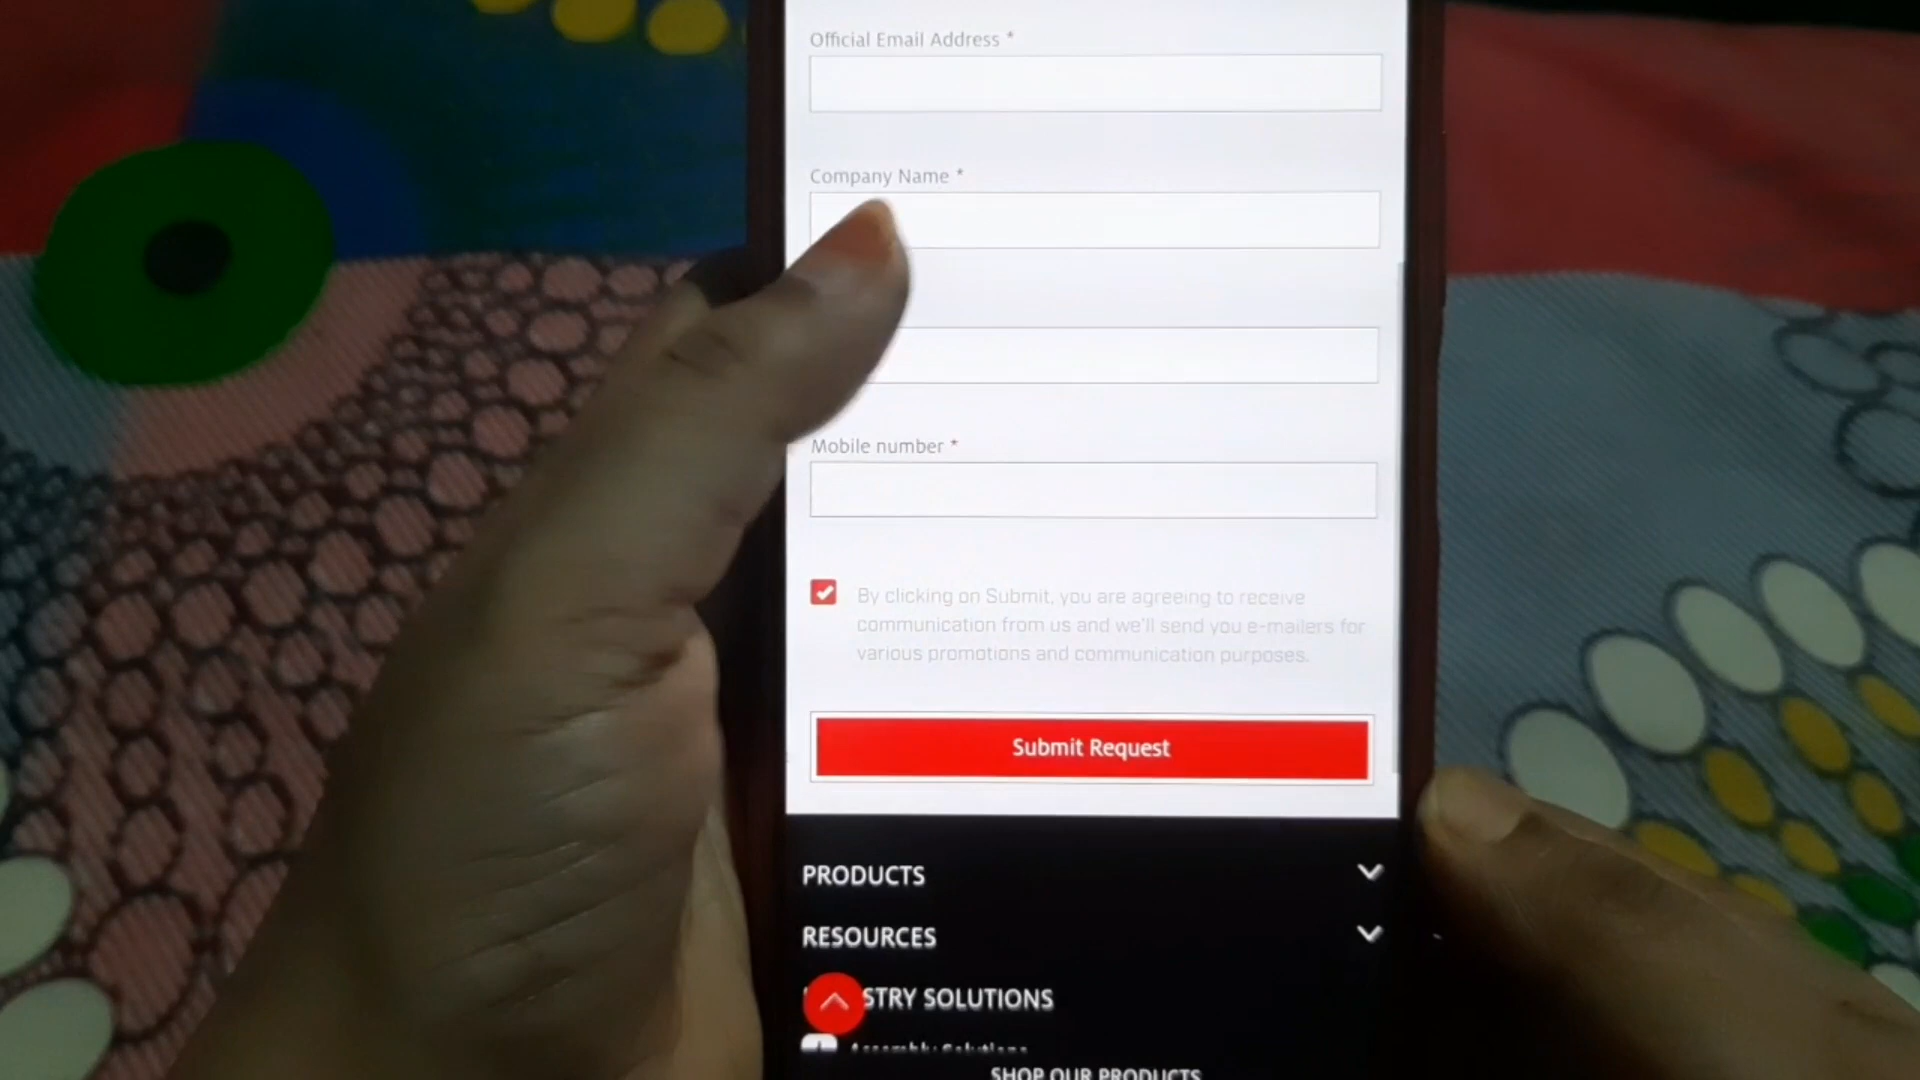 Official Email Address *
Company Name *
Mobile number *
By clicking on Submit, you are agreeing to receive
communication from us and we'll send you e-mailers for
various promotions and communication purposes.
Submit Request
PRODUCTS
RESOURCES
STRY SOLUTIONS
Assembly Solutions
SHOP OUR PRODUCTS